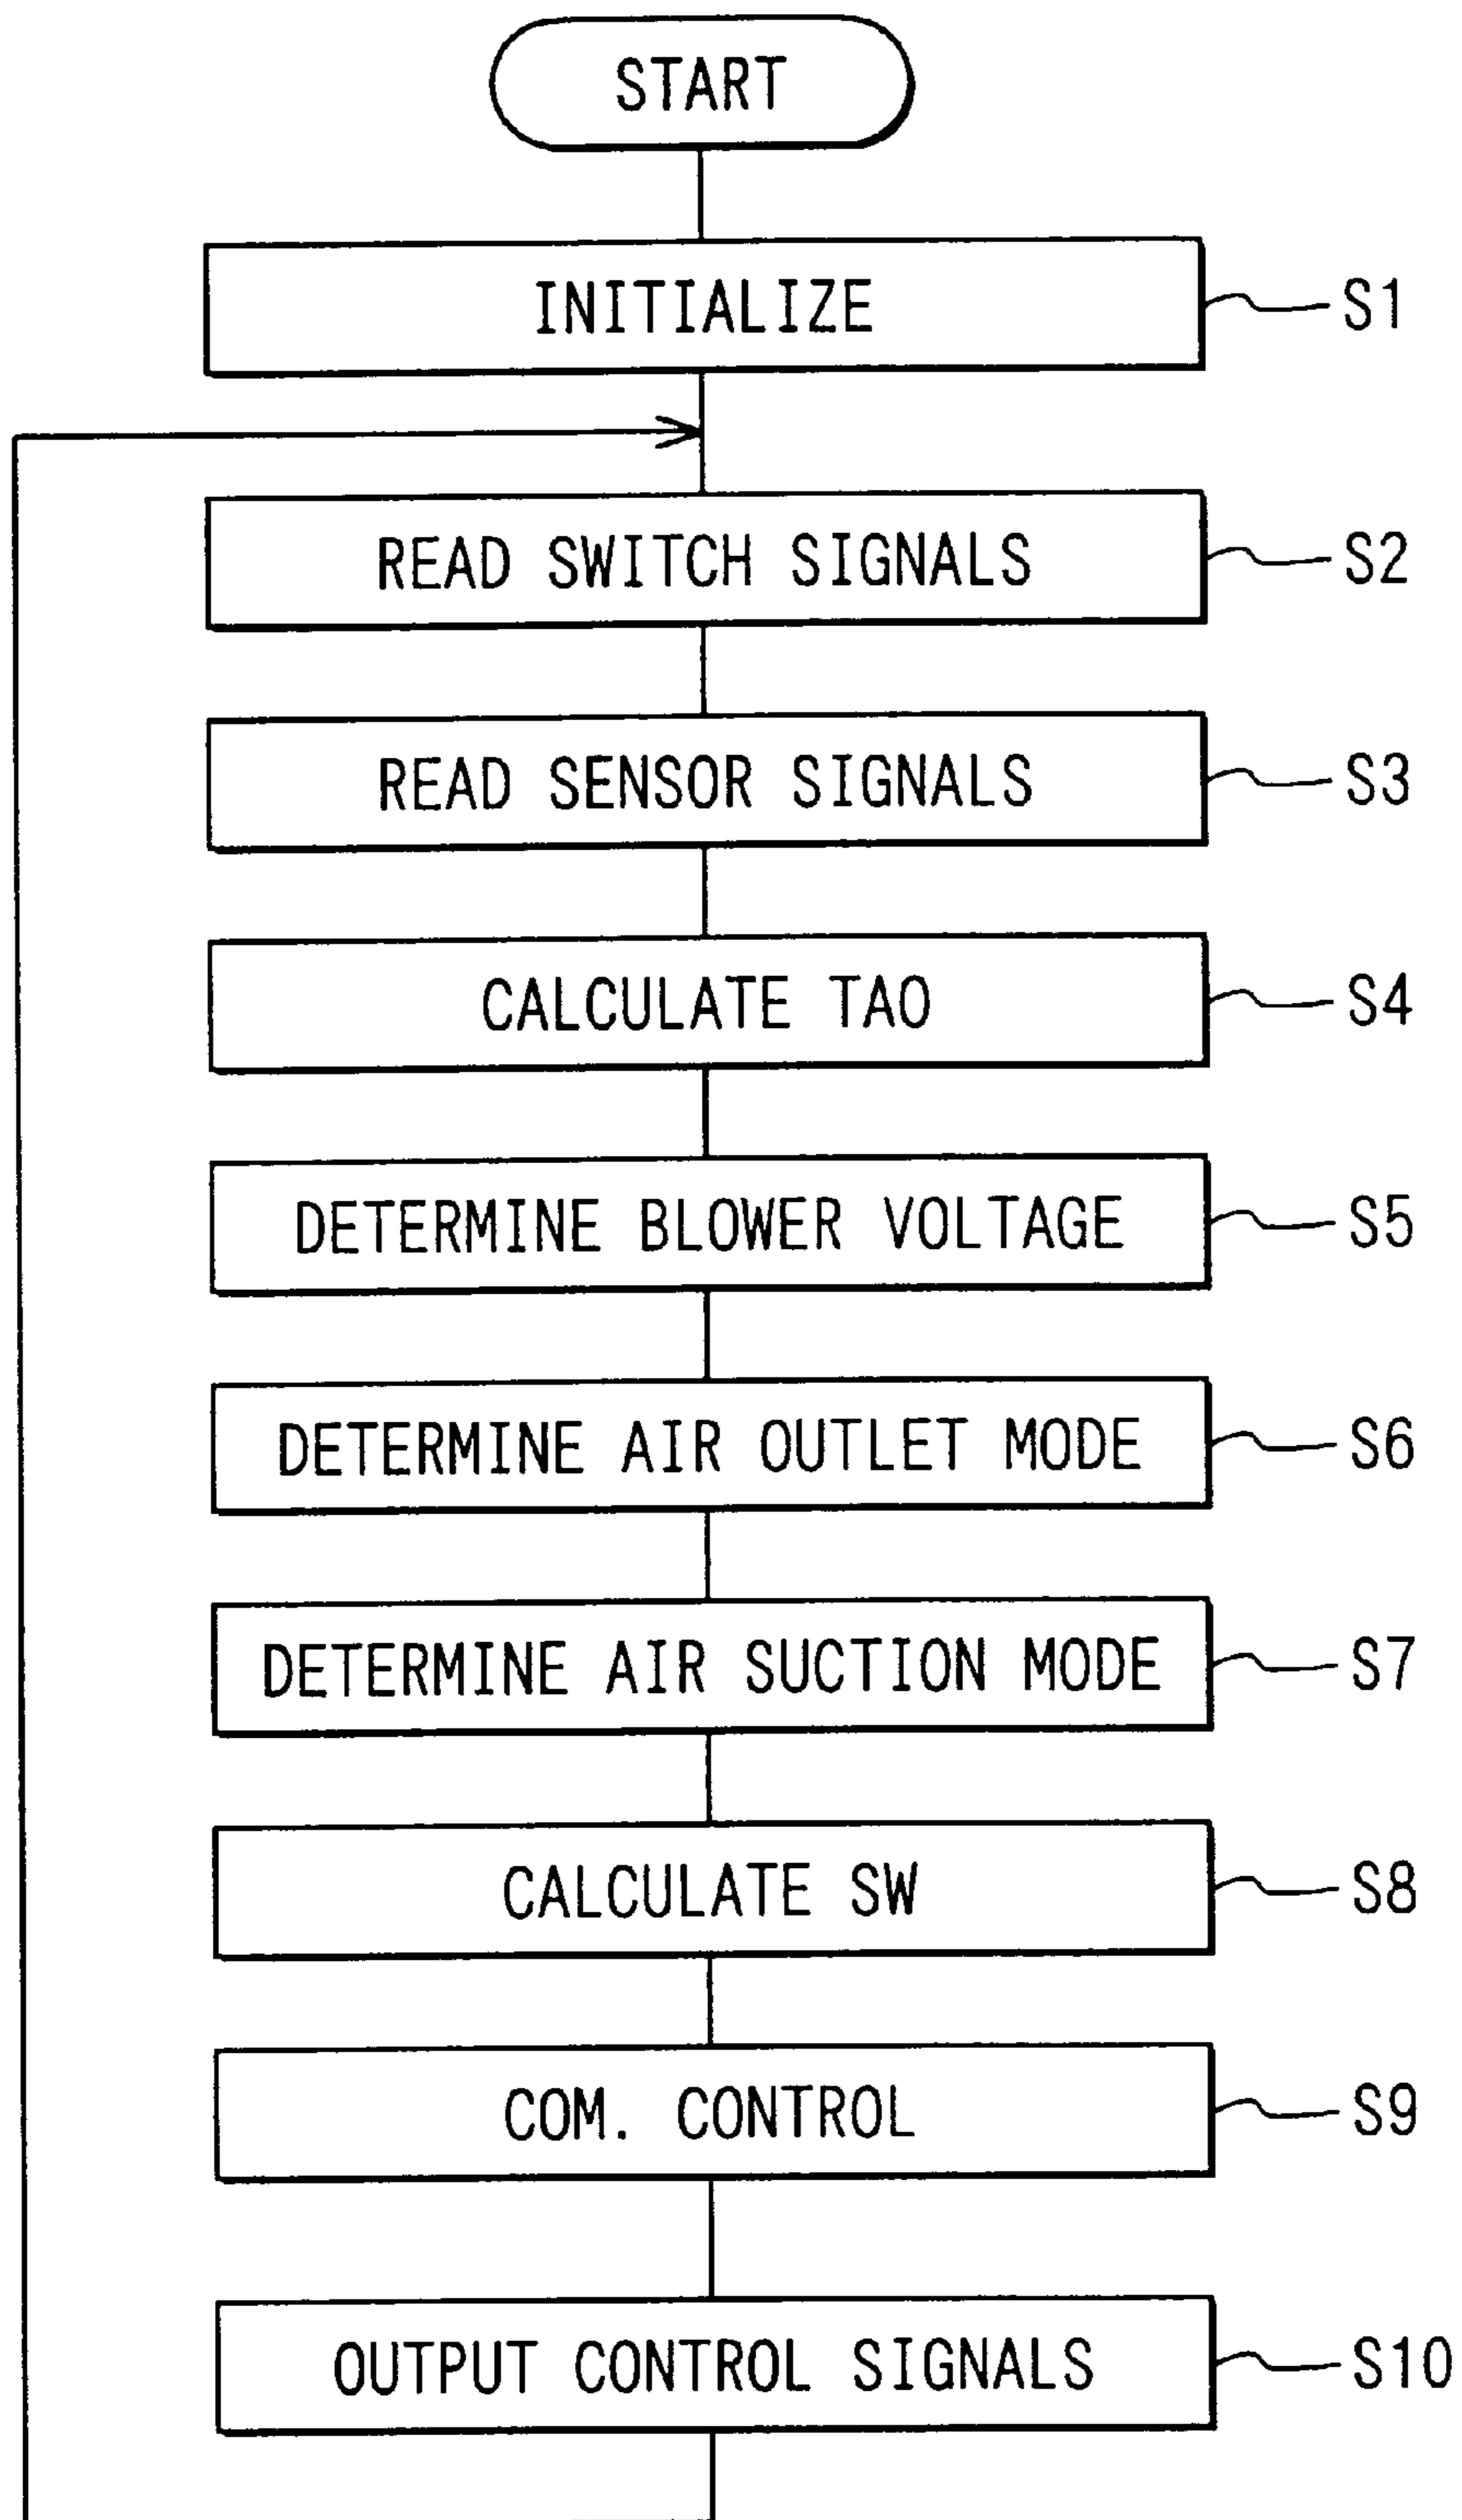 START
INITIALIZE S1
READ SWITCH SIGNALS S2
READ SENSOR SIGNALS S3
CALCULATE TAO S4
DETERMINE BLOWER VOLTAGE S5
DETERMINE AIR OUTLET MODE S6
DETERMINE AIR SUCTION MODE S7
CALCULATE SW S8
COM. CONTROL S9
OUTPUT CONTROL SIGNALS S10